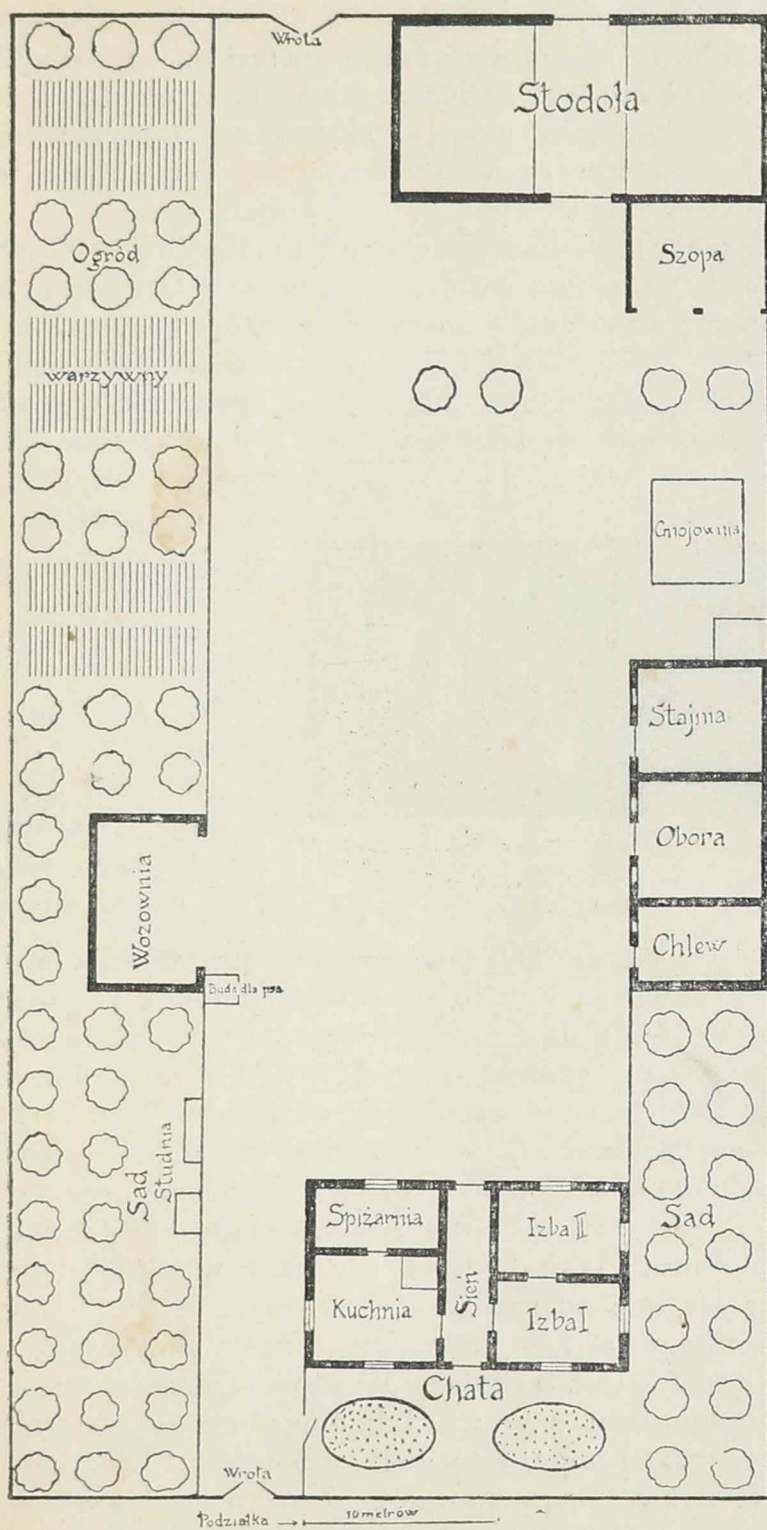 Wrota
Stodoła
Szopa
Ogród
warzywny
Gnojownia
Stajnia
Obora
Wozownia
Chlew
Buda dla psa
Studnia
Sad
Sad
Spiżarnia
Sień
Izba II
Kuchnia
Izba I
Chata
Wrota
Podziałka
10 metrów